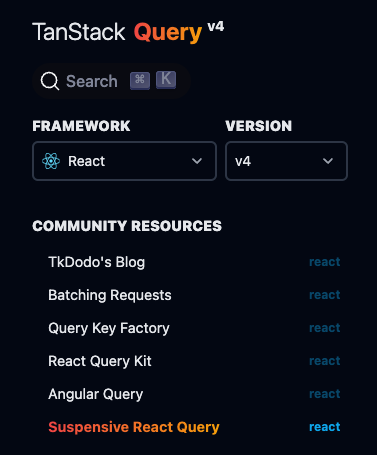 TanStack Query v4
Search ⌘ K
FRAMEWORK VERSION
React v4
COMMUNITY RESOURCES
TkDodo's Blog react
Batching Requests react
Query Key Factory react
React Query Kit react
Angular Query react
Suspensive React Query react